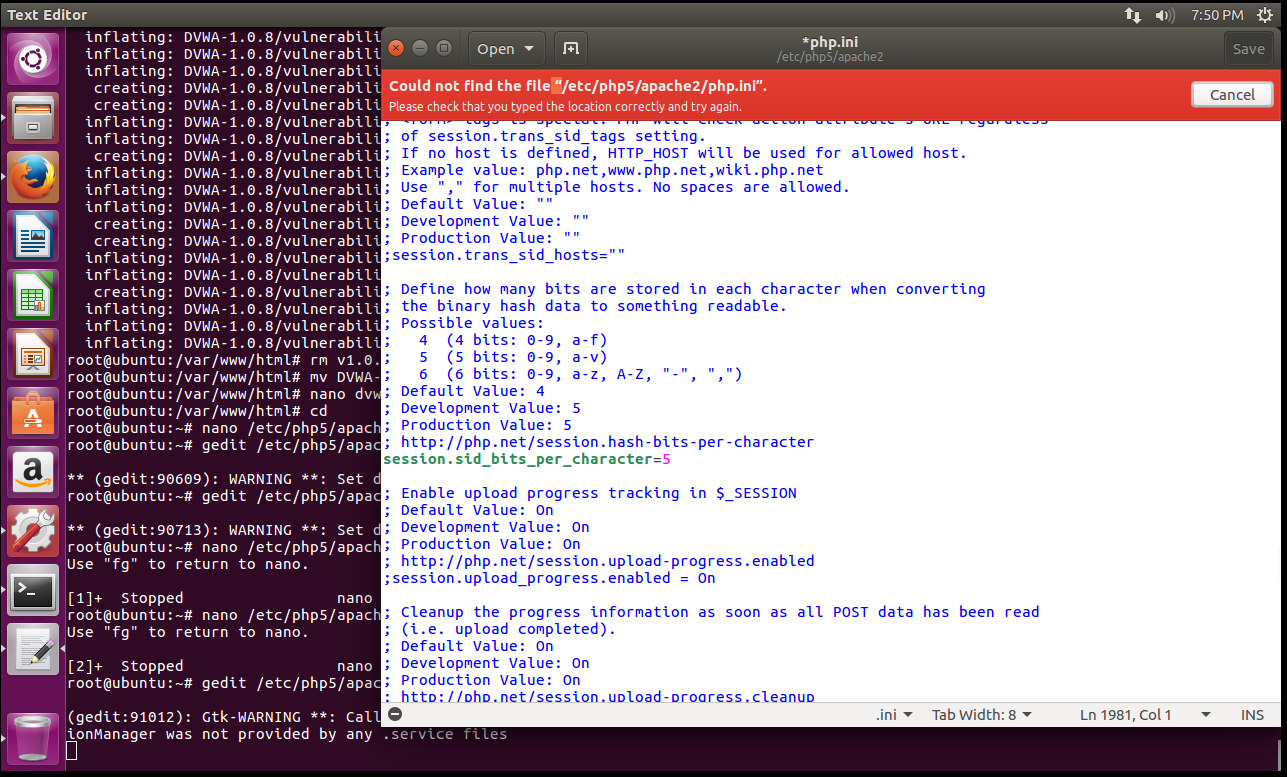 Text Editor
7:50 PM
inflating: DVWA-1.0.8/vulnerabili
inflating: DVWA-1.0.8/vulnerabili
inflating: DVWA-1.0.8/vulnerabili
creating: DVWA-1.0.8/vulnerabili
creating: DVWA-1.0.8/vulnerabili
inflating: DVWA-1.0.8/vulnerabili
inflating: DVWA-1.0.8/vulnerabili
creating: DVWA-1.0.8/vulnerabili
inflating: DVWA-1.0.8/vulnerabili
inflating: DVWA-1.0.8/vulnerabili
inflating: DVWA-1.0.8/vulnerabili
creating: DVWA-1.0.8/vulnerabili
creating: DVWA-1.0.8/vulnerabili
inflating: DVWA-1.0.8/vulnerabili
inflating: DVWA-1.0.8/vulnerabili
creating: DVWA-1.0.8/vulnerabili
inflating: DVWA-1.0.8/vulnerabili
inflating: DVWA-1.0.8/vulnerabili
inflating: DVWA-1.0.8/vulnerabili
root@ubuntu:/var/www/html# rm v1.0.
root@ubuntu:/var/www/html# mv DVWA-
root@ubuntu:/var/www/html# nano dvw
root@ubuntu:/var/www/html# cd
root@ubuntu:~# nano /etc/php5/apac
root@ubuntu:~# gedit /etc/php5/apac
** (gedit:90609): WARNING **: Set d
root@ubuntu:~# gedit /etc/php5/apac
** (gedit:90713): WARNING **: Set d
root@ubuntu:~# nano /etc/php5/apach
Use "fg" to return to nano.
[1]+  Stopped                 nano
root@ubuntu:~# nano /etc/php5/apach
Use "fg" to return to nano.
[2]+  Stopped                 nano
root@ubuntu:~# gedit /etc/php5/apac
(gedit:91012): Gtk-WARNING **: Call
ionManager was not provided by any .service files
Open
*php.ini
/etc/php5/apache2
Save
Could not find the file “/etc/php5/apache2/php.ini”.
Please check that you typed the location correctly and try again.
Cancel
; <form> tags is special. PHP will check action attribute's URL regardless
; of session.trans_sid_tags setting.
; If no host is defined, HTTP_HOST will be used for allowed host.
; Example value: php.net,www.php.net,wiki.php.net
; Use "," for multiple hosts. No spaces are allowed.
; Default Value: ""
; Development Value: ""
; Production Value: ""
;session.trans_sid_hosts=""
; Define how many bits are stored in each character when converting
; the binary hash data to something readable.
; Possible values:
;   4  (4 bits: 0-9, a-f)
;   5  (5 bits: 0-9, a-v)
;   6  (6 bits: 0-9, a-z, A-Z, "-", ",")
; Default Value: 4
; Development Value: 5
; Production Value: 5
; http://php.net/session.hash-bits-per-character
session.sid_bits_per_character=5
; Enable upload progress tracking in $_SESSION
; Default Value: On
; Development Value: On
; Production Value: On
; http://php.net/session.upload-progress.enabled
;session.upload_progress.enabled = On
; Cleanup the progress information as soon as all POST data has been read
; (i.e. upload completed).
; Default Value: On
; Development Value: On
; Production Value: On
; http://php.net/session.upload-progress.cleanup
.ini
Tab Width: 8
Ln 1981, Col 1
INS